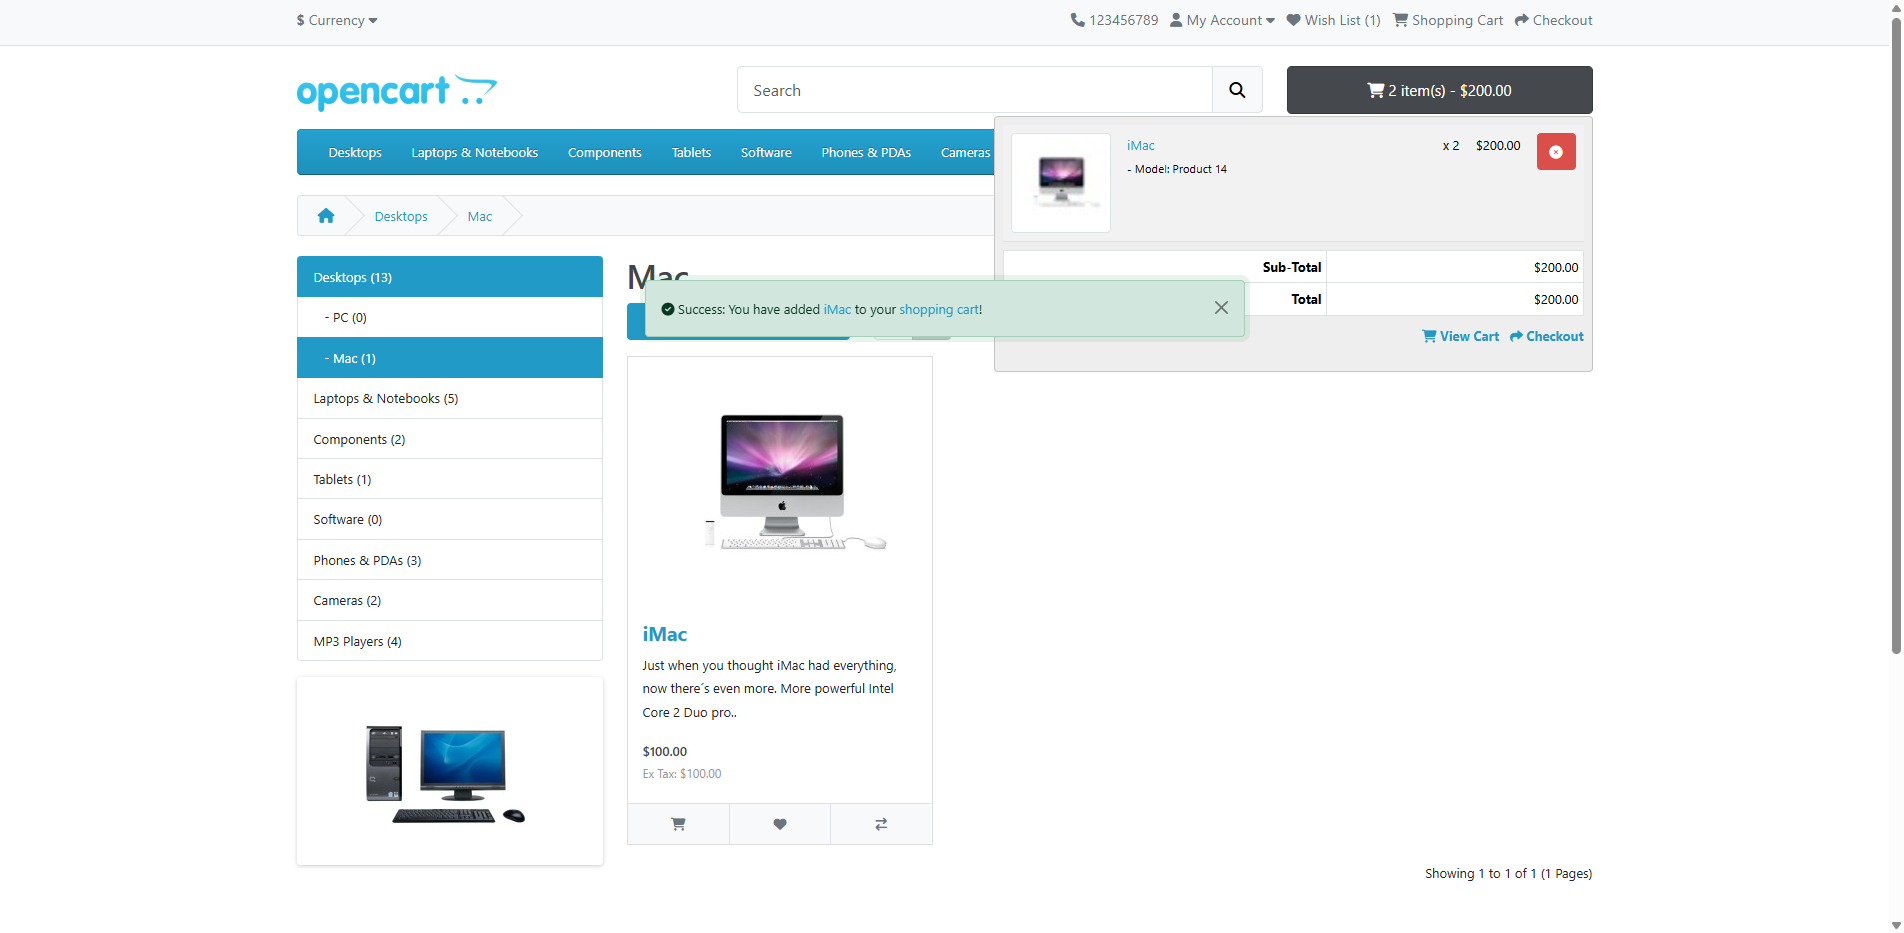 $ Currency
123456789 My Account Wish List (1) Shopping Cart Checkout
opencart
Search
2 item(s) - $200.00
Desktops Laptops & Notebooks Components Tablets Software Phones & PDAs Cameras
iMac x 2 $200.00
- Model: Product 14
Sub-Total $200.00
Total $200.00
View Cart Checkout
Desktops Mac
Desktops (13)
- PC (0)
- Mac (1)
Laptops & Notebooks (5)
Components (2)
Tablets (1)
Software (0)
Phones & PDAs (3)
Cameras (2)
MP3 Players (4)
Mac
Success: You have added iMac to your shopping cart!
iMac
Just when you thought iMac had everything,
now there´s even more. More powerful Intel
Core 2 Duo pro..
$100.00
Ex Tax: $100.00
Showing 1 to 1 of 1 (1 Pages)